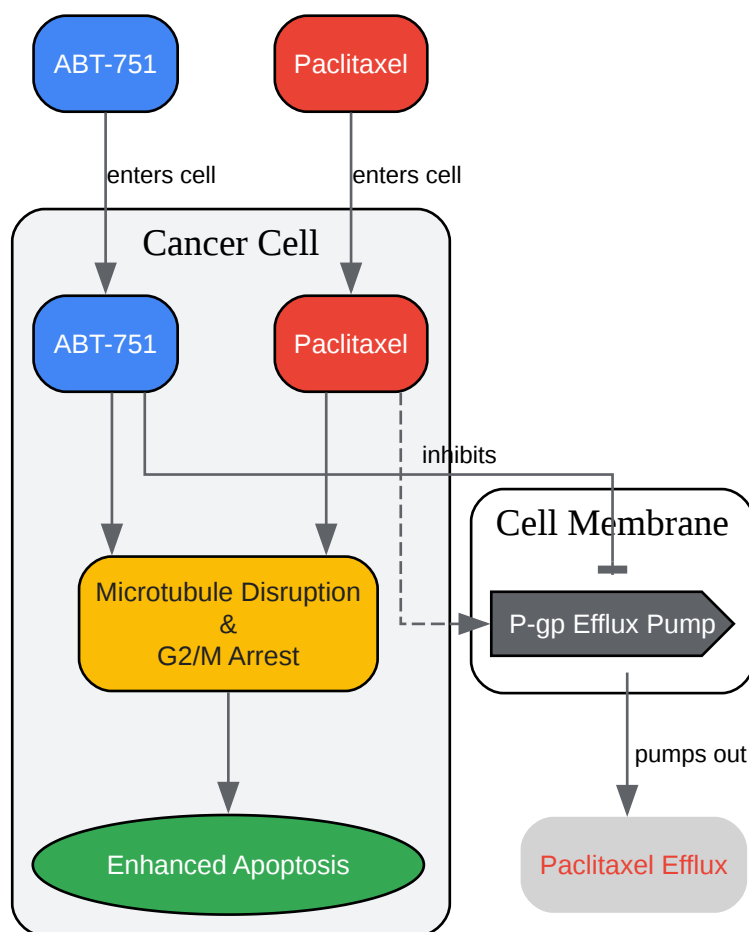 ABT-751
Paclitaxel
enters cell
enters cell
Cancer Cell
ABT-751
Paclitaxel
inhibits
Cell Membrane
Microtubule Disruption
&
G2/M Arrest
P-gp Efflux Pump
pumps out
Enhanced Apoptosis
Paclitaxel Efflux